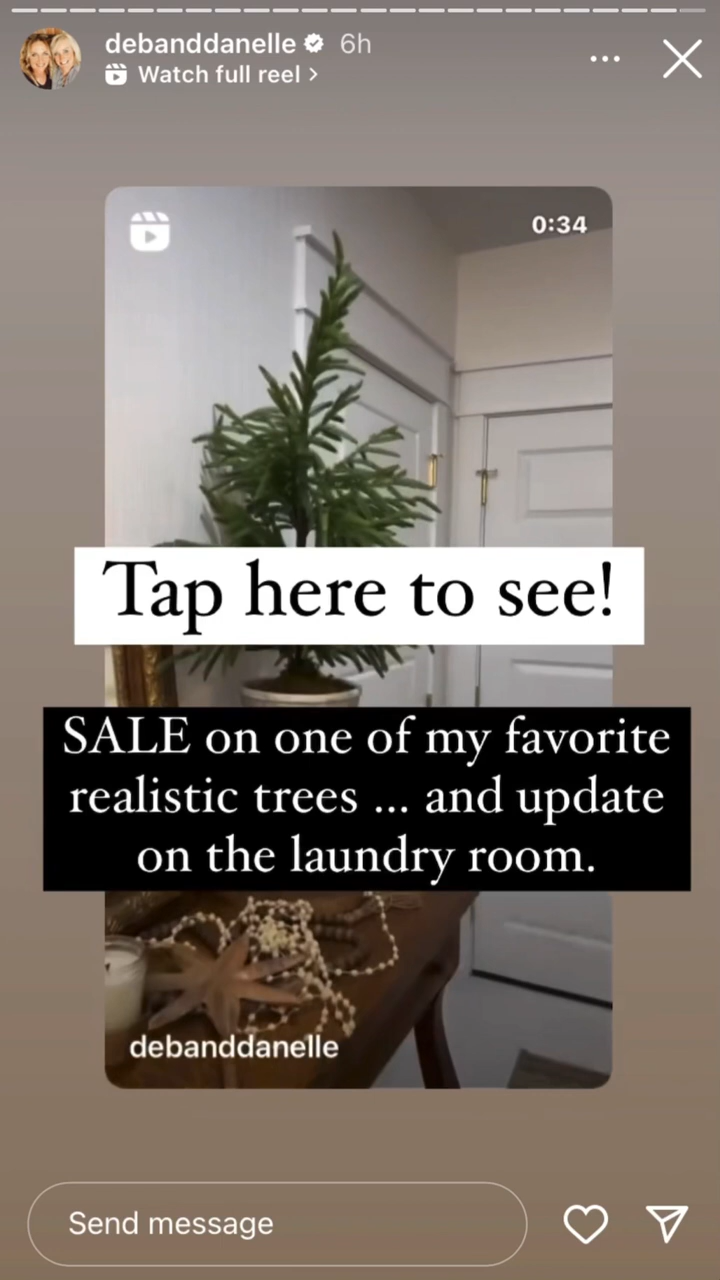 debanddanelle 6h
Watch full reel >
0:34
Tap here to see!
SALE on one of my favorite
realistic trees ... and update
on the laundry room.
debanddanelle
Send message